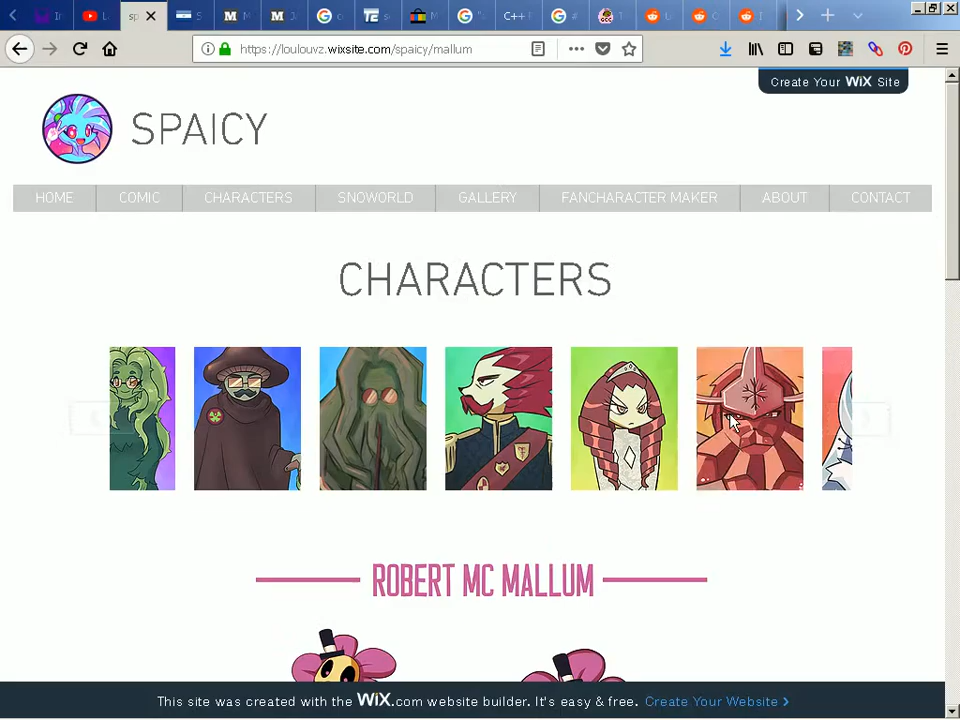 https://loulouvz.wixsite.com/spaicy/mallum
Create Your WiX Site
SPAICY
HOME COMIC CHARACTERS SNOWORLD GALLERY FANCHARACTER MAKER ABOUT CONTACT
CHARACTERS
ROBERT MC MALLUM
This site was created with the WiX.com website builder. It's easy & free. Create Your Website >